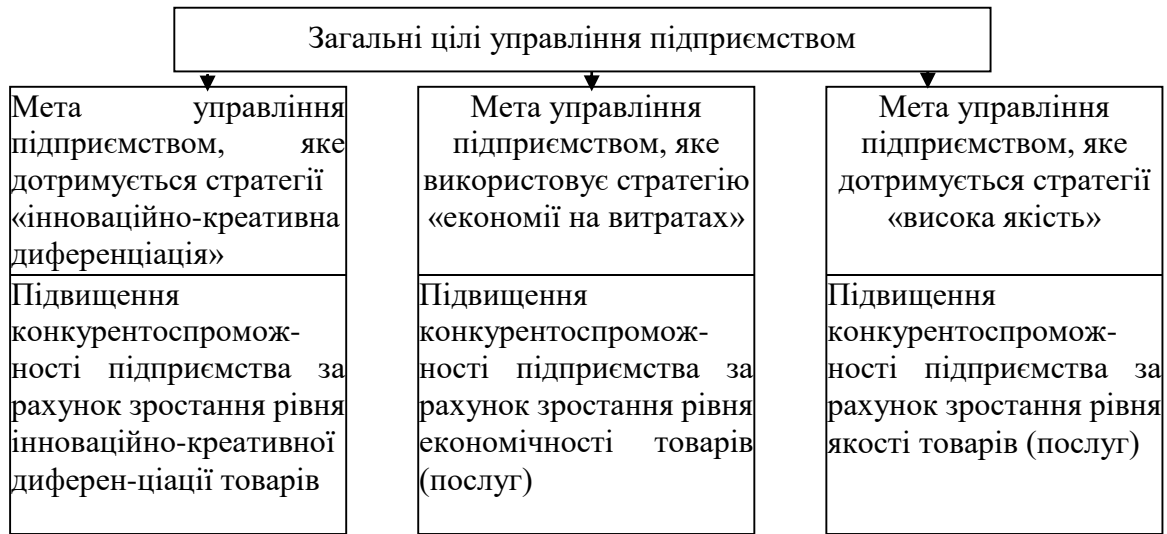 Загальні цілі управління підприємством
Мета управління
підприємством, яке
дотримується стратегії
«інноваційно-креативна
диференціація»
Підвищення
конкурентоспромож-
ності підприємства за
рахунок зростання рівня
інноваційно-креативної
диферен-ціації товарів
Мета управління
підприємством, яке
використовує стратегію
«економії на витратах»
Підвищення
конкурентоспромож-
ності підприємства за
рахунок зростання рівня
економічності товарів
(послуг)
Мета управління
підприємством, яке
дотримується стратегії
«висока якість»
Підвищення
конкурентоспромож-
ності підприємства за
рахунок зростання рівня
якості товарів (послуг)